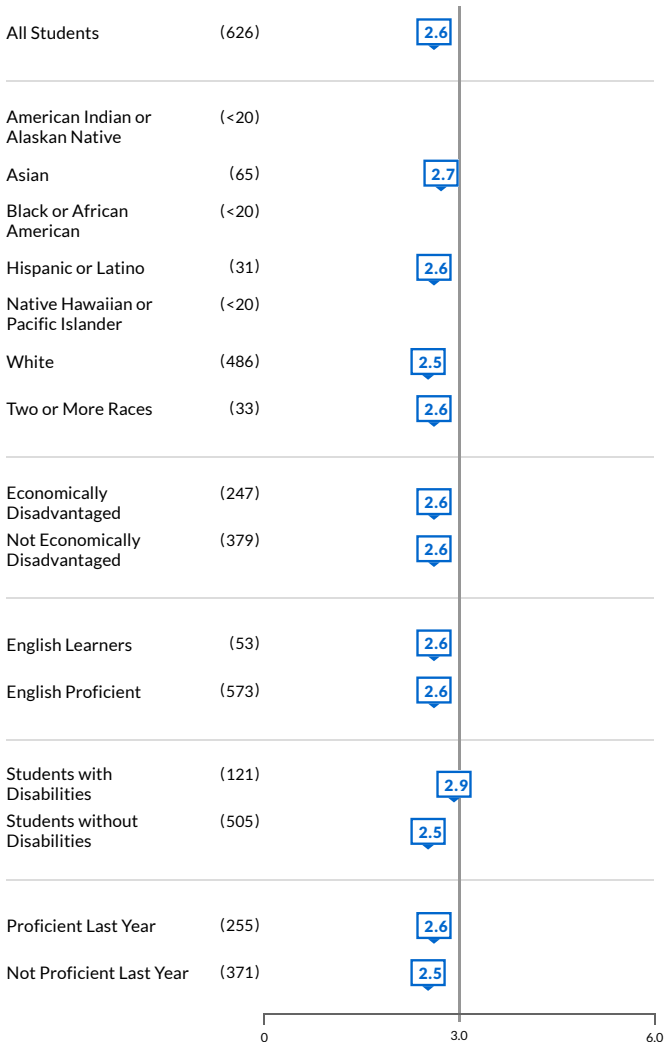 All Students (626) 2.6
American Indian or (<20)
Alaskan Native
Asian (65) 2.7
Black or African (<20)
American
Hispanic or Latino (31) 2.6
Native Hawaiian or (<20)
Pacific Islander
White (486) 2.5
Two or More Races (33) 2.6
Economically (247) 2.6
Disadvantaged
Not Economically (379) 2.6
Disadvantaged
English Learners (53) 2.6
English Proficient (573) 2.6
Students with (121) 2.9
Disabilities
Students without (505) 2.5
Disabilities
Proficient Last Year (255) 2.6
Not Proficient Last Year (371) 2.5
0 3.0 6.0